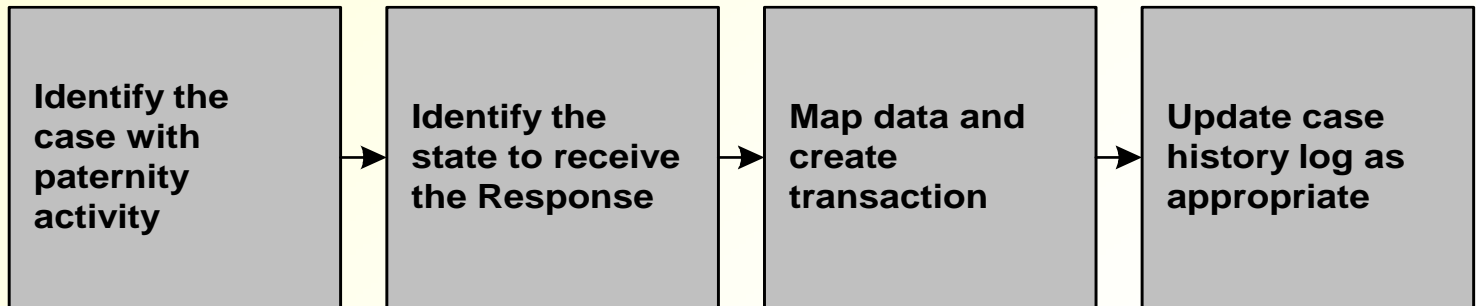 Identify the
case with
paternity
activity
Identify the
state to receive
the Response
Map data and
create
transaction
Update case
history log as
appropriate